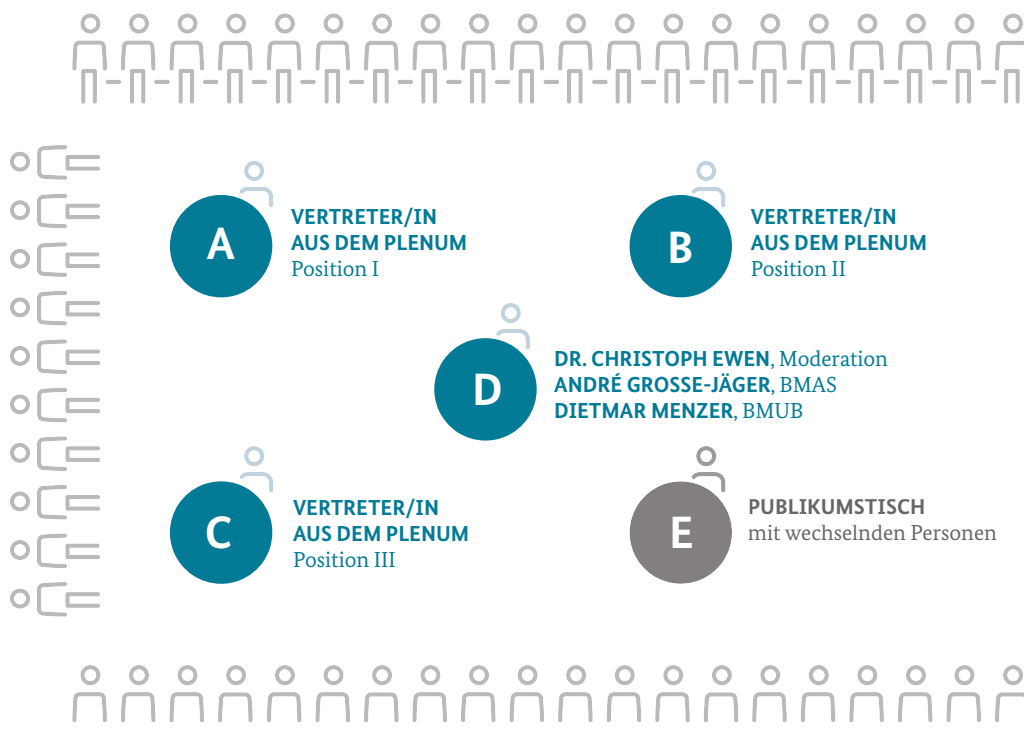 A
VERTRETER/IN
AUS DEM PLENUM
Position I
B
VERTRETER/IN
AUS DEM PLENUM
Position II
D
DR. CHRISTOPH EWEN, Moderation
ANDRÉ GROSSE-JÄGER, BMAS
DIETMAR MENZER, BMUB
C
VERTRETER/IN
AUS DEM PLENUM
Position III
E
PUBLIKUMSTISCH
mit wechselnden Personen